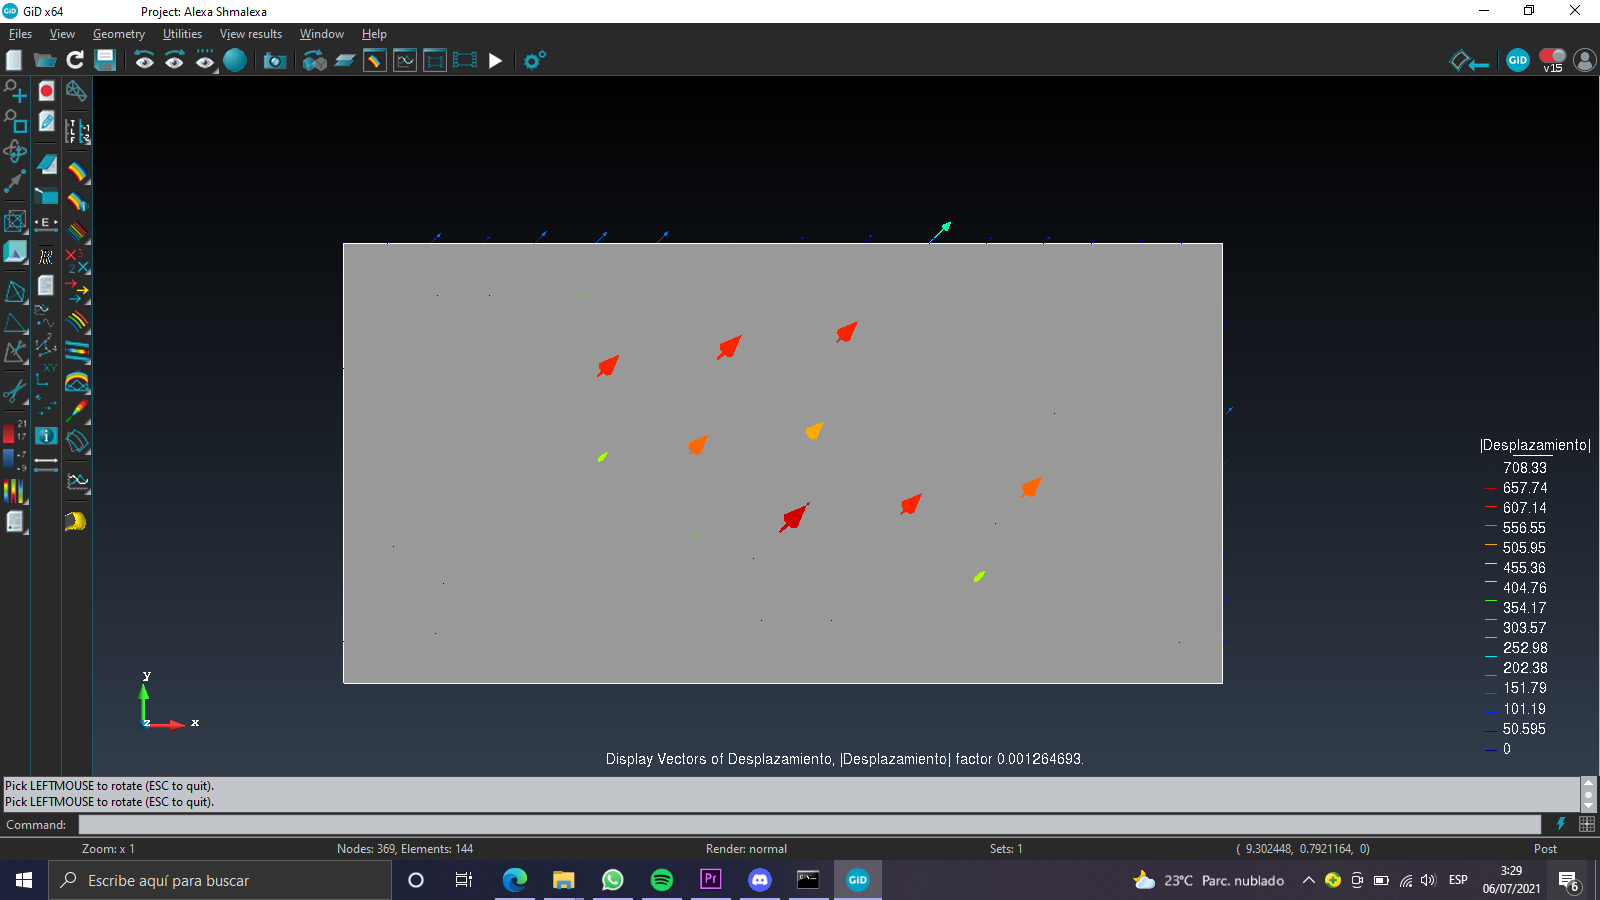 GiD x64
Project: Alexa Shmalexa
Files View Geometry Utilities View results Window Help
GiD
v15
|Desplazamiento|
708.33
657.74
607.14
556.55
505.95
455.36
404.76
354.17
303.57
252.98
202.38
151.79
101.19
50.595
0
y
z
x
Display Vectors of Desplazamiento, |Desplazamiento| factor 0.001264693.
Pick LEFTMOUSE to rotate (ESC to quit).
Pick LEFTMOUSE to rotate (ESC to quit).
Command:
Zoom: x 1
Nodes: 369, Elements: 144
Render: normal
Sets: 1
( 9.302448, 0.7921164, 0)
Post
Escribe aquí para buscar
Pr
GiD
23°C Parc. nublado
ESP
3:29
06/07/2021
6